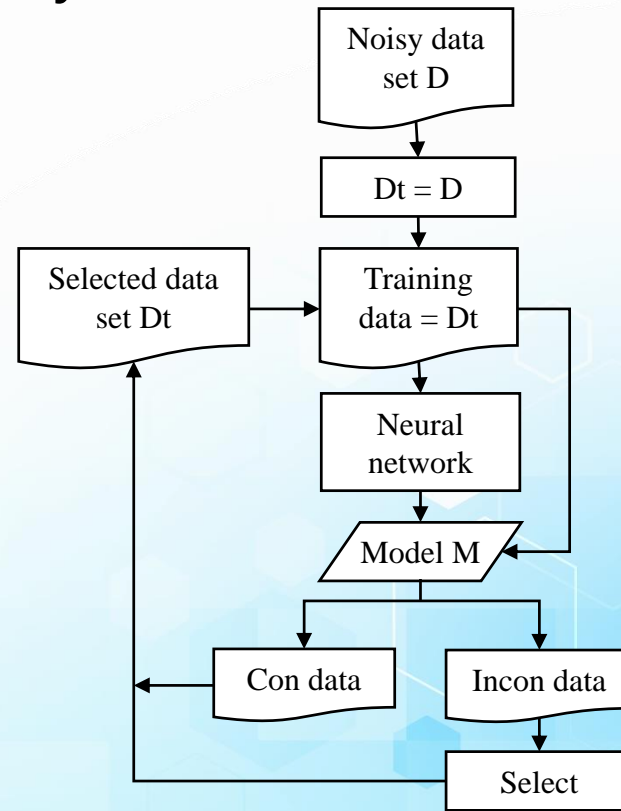 Noisy data
set D
Dt = D
Selected data
set Dt
Training
data = Dt
Neural
network
Model M
Con data
Incon data
Select